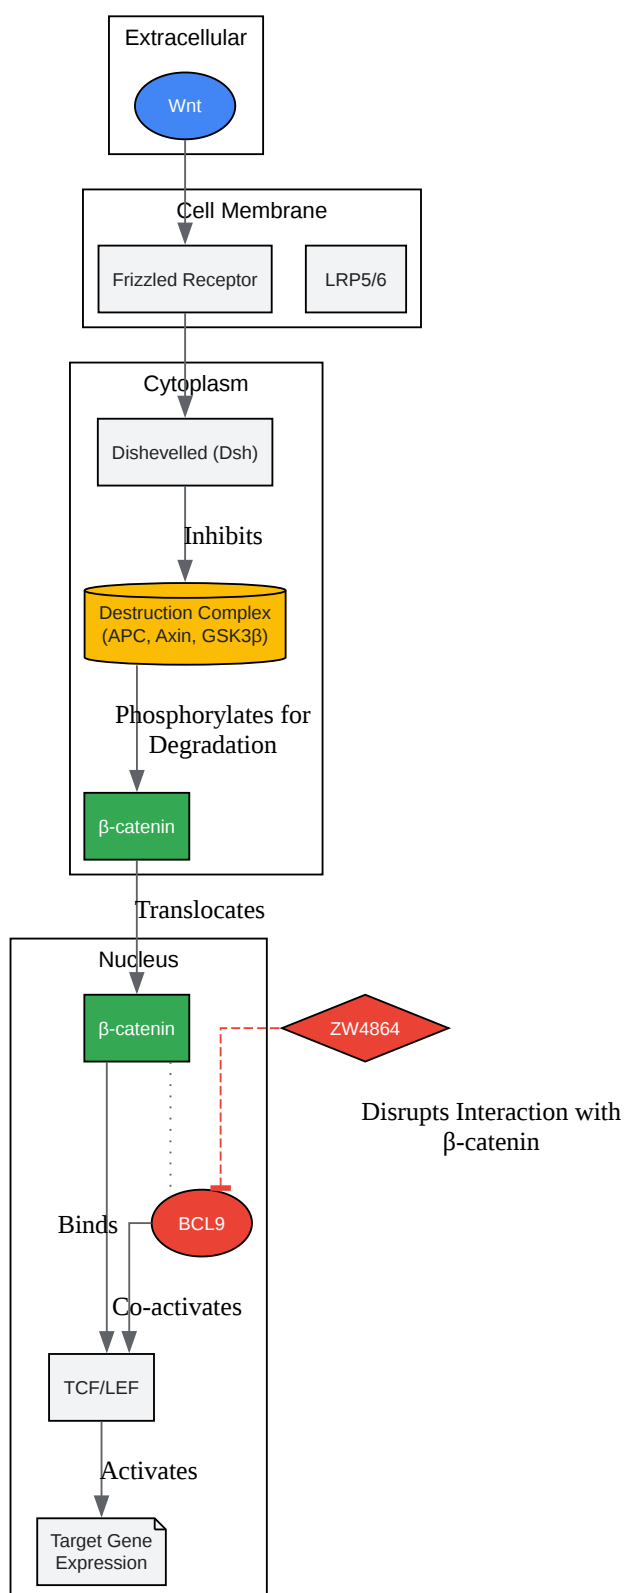 Extracellular
Wnt
Cell Membrane
Frizzled Receptor
LRP5/6
Cytoplasm
Dishevelled (Dsh)
Inhibits
Destruction Complex
(APC, Axin, GSK3β)
Phosphorylates for
Degradation
β-catenin
Translocates
Nucleus
β-catenin
ZW4864
Disrupts Interaction with
β-catenin
Binds
BCL9
Co-activates
TCF/LEF
Activates
Target Gene
Expression